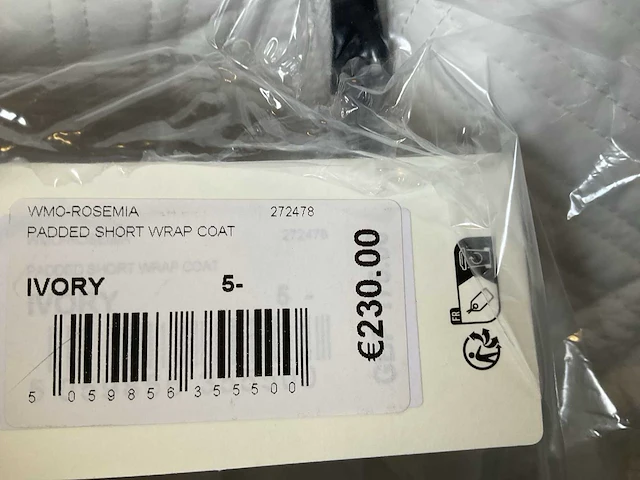 WMO-ROSEMIA 272478
PADDED SHORT WRAP COAT
IVORY 5-
€230.00
5 059856 355500
FR